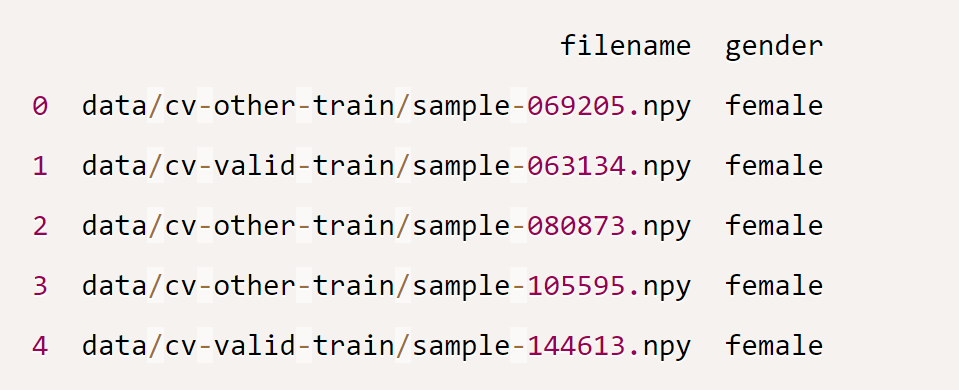 filename gender
0 data/cv-other-train/sample-069205.npy female
1 data/cv-valid-train/sample-063134.npy female
2 data/cv-other-train/sample-080873.npy female
3 data/cv-other-train/sample-105595.npy female
4 data/cv-valid-train/sample-144613.npy female